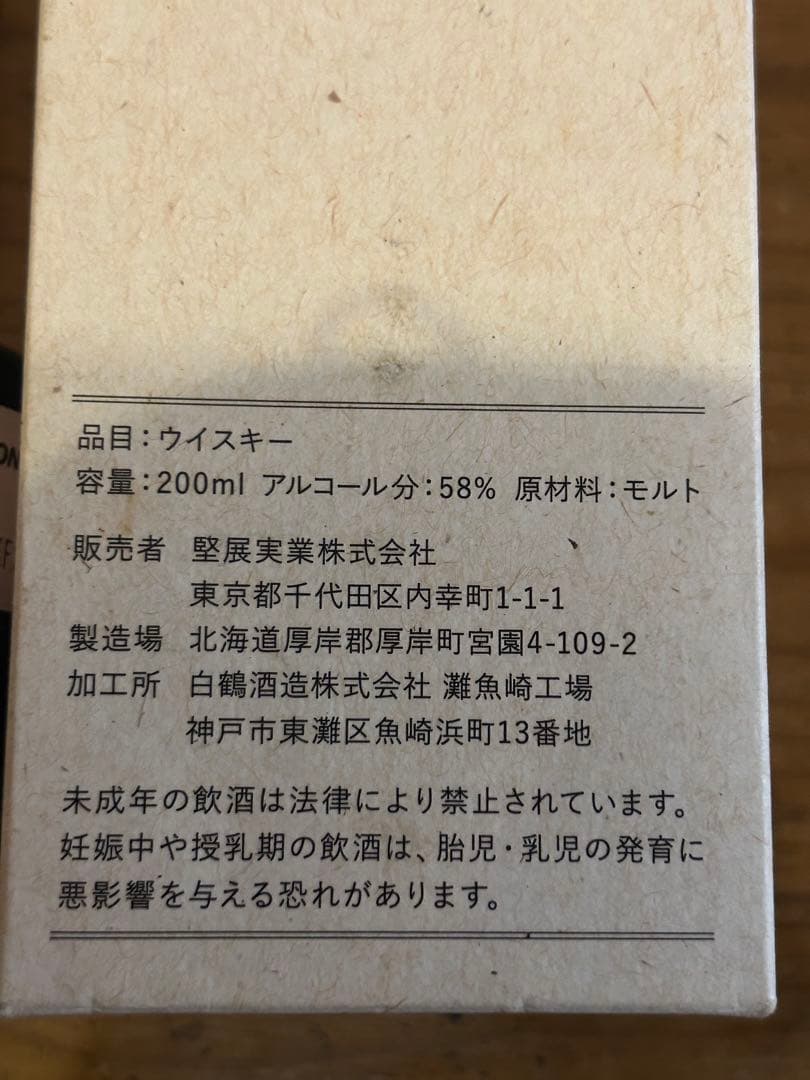 品目：ウイスキー
容量：200ml アルコール分：58% 原材料：モルト
販売者 堅展実業株式会社
東京都千代田区内幸町1-1-1
製造場 北海道厚岸郡厚岸町宮園4-109-2
加工所 白鶴酒造株式会社 灘魚崎工場
神戸市東灘区魚崎浜町13番地
未成年の飲酒は法律により禁止されています。
妊娠中や授乳期の飲酒は、胎児・乳児の発育に
悪影響を与える恐れがあります。